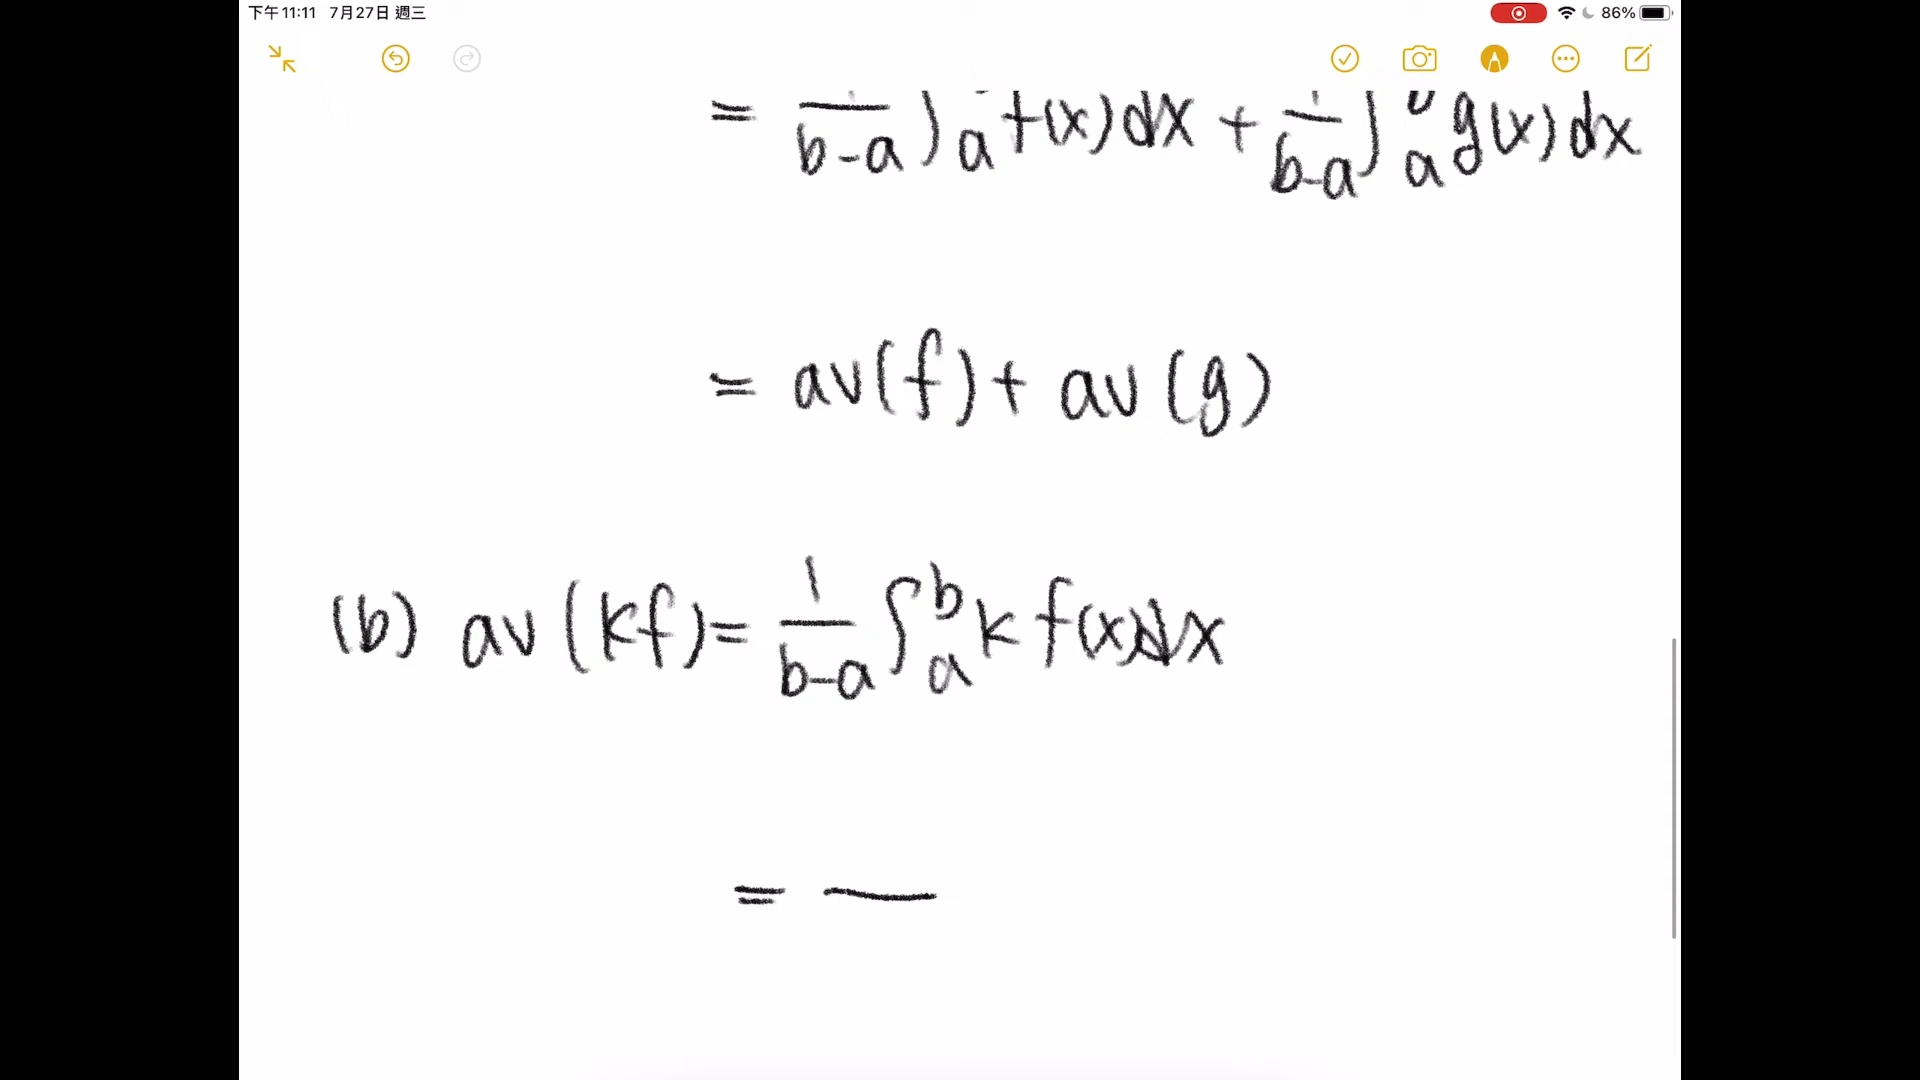 下午11:11 7月27日 週三
86%
= 1/(b-a) ∫_a^b f(x)dx + 1/(b-a) ∫_a^b g(x)dx
= av(f)+ av(g)
(b) av(kf)= 1/(b-a) ∫_a^b k f(x)dx
= —